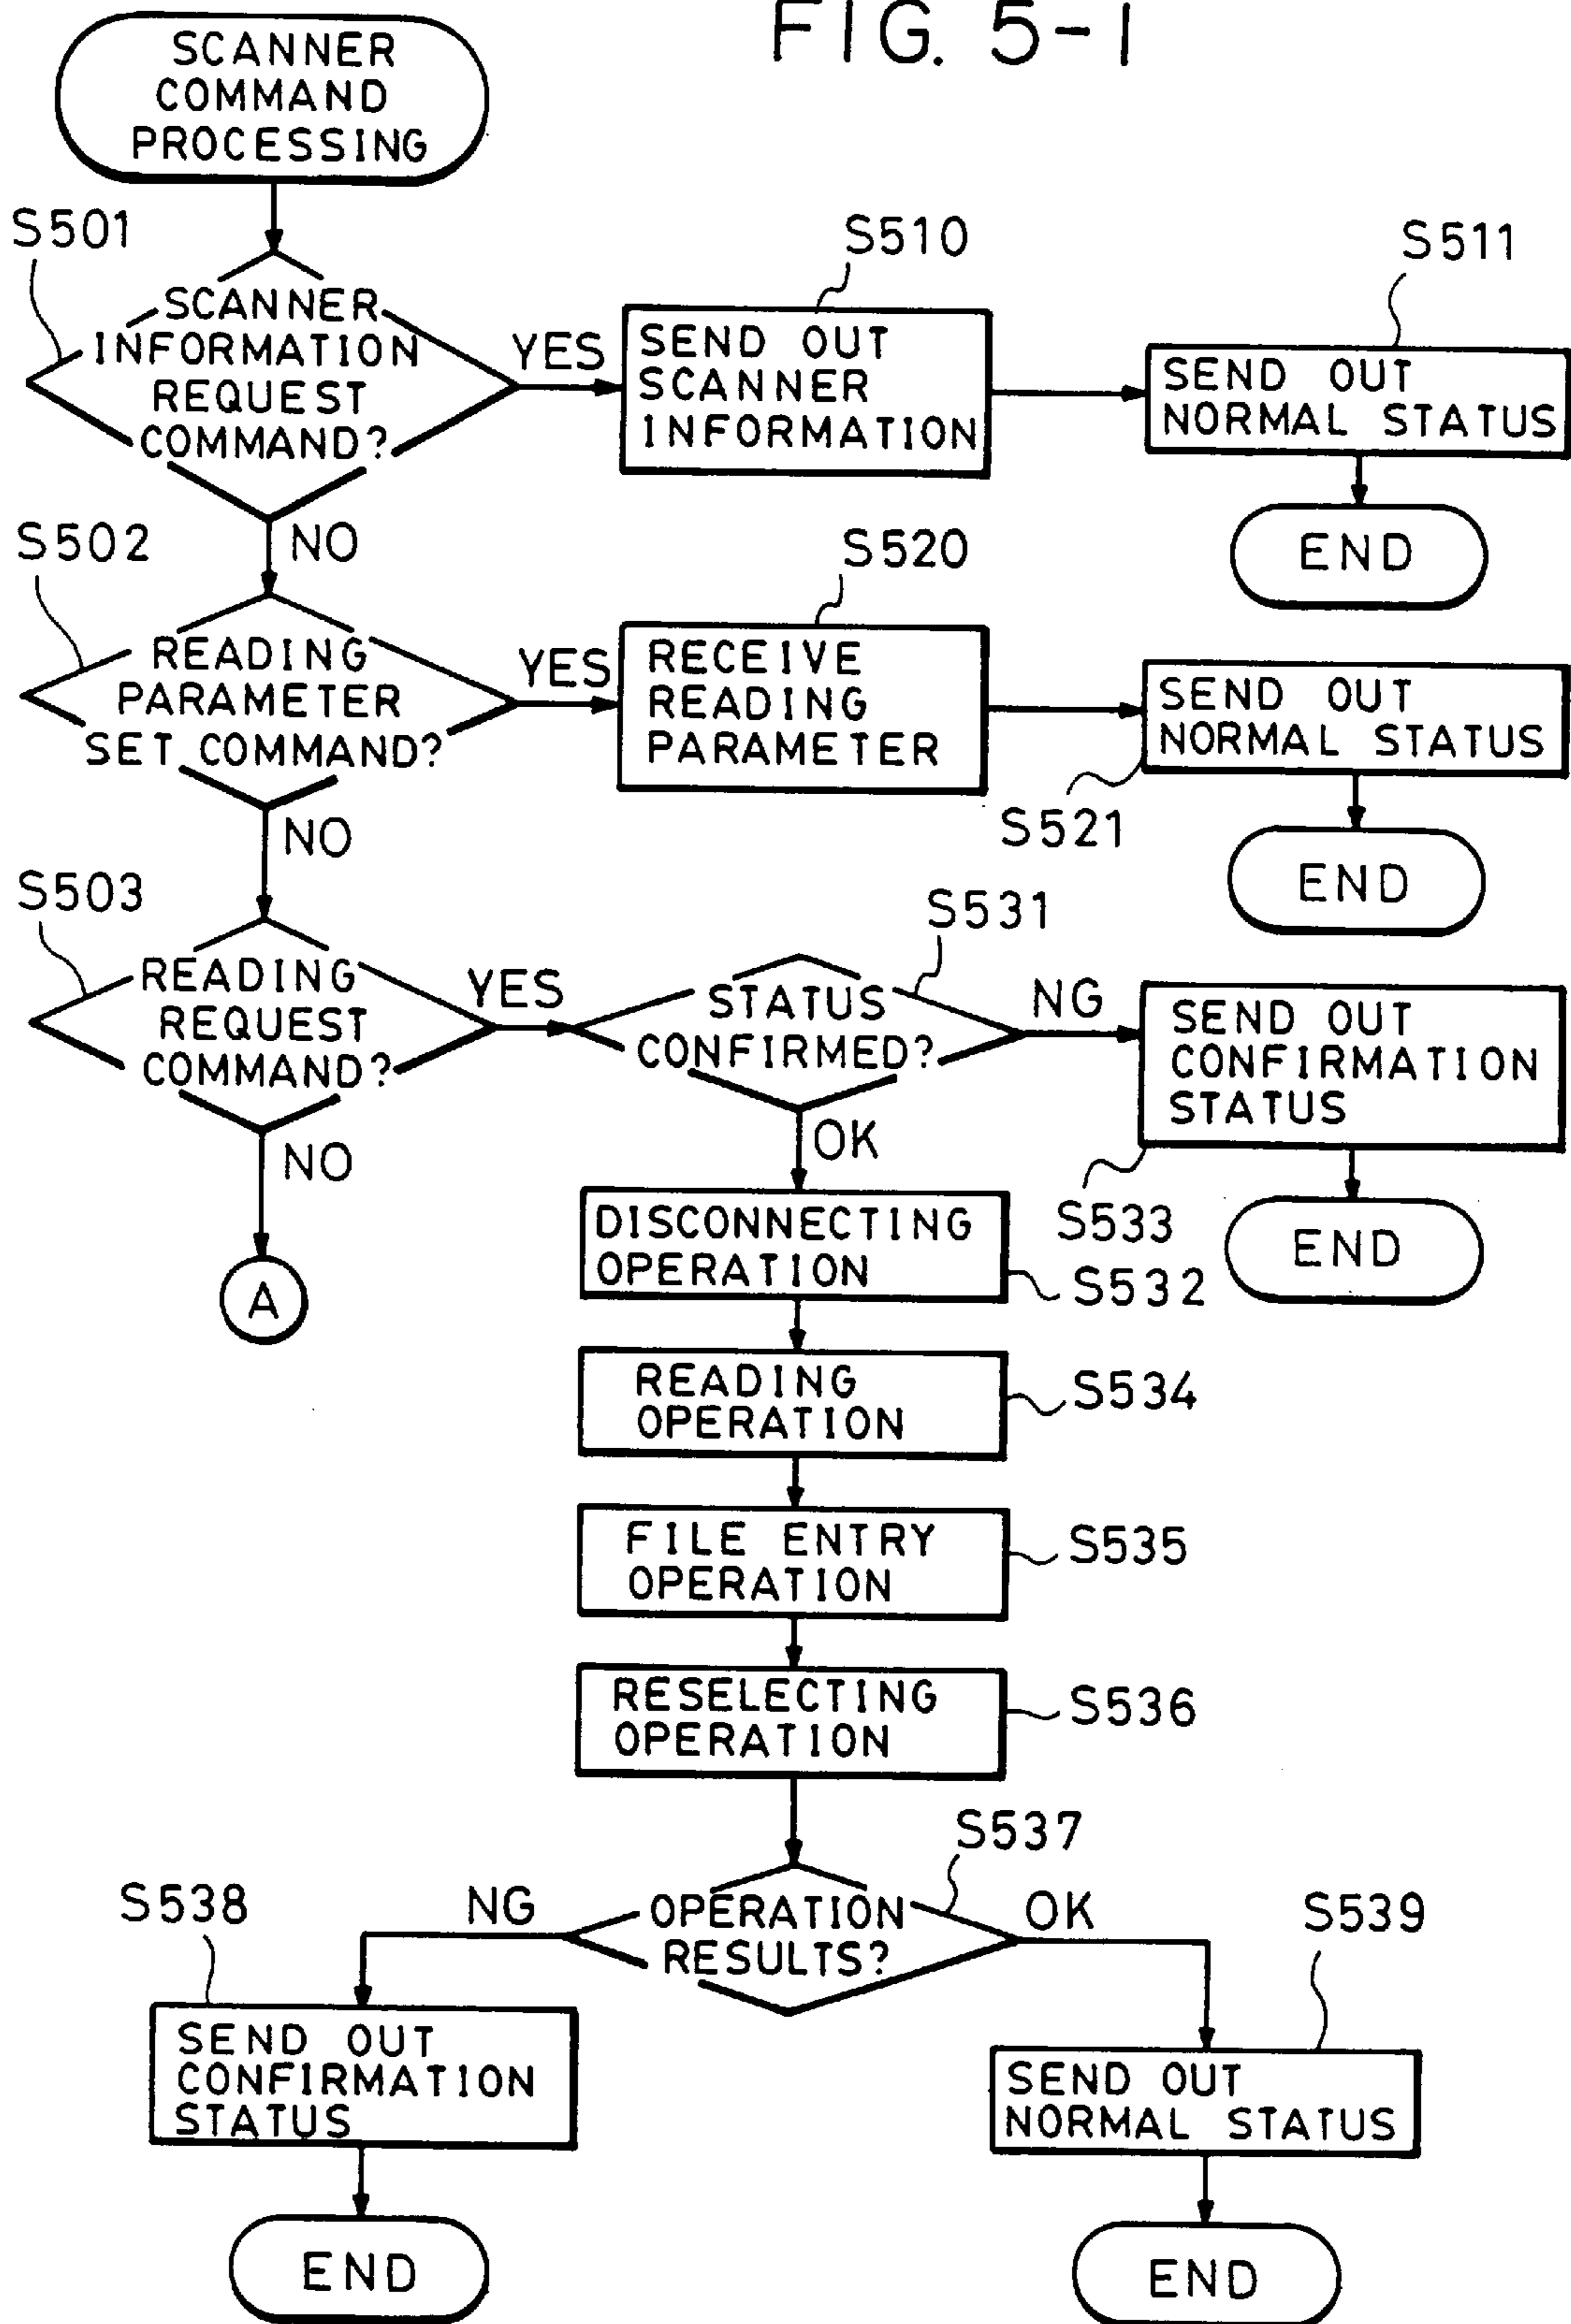 FIG. 5-1
SCANNER
COMMAND
PROCESSING
S501
SCANNER
INFORMATION
REQUEST
COMMAND?
YES
S510
SEND OUT
SCANNER
INFORMATION
S511
SEND OUT
NORMAL STATUS
END
NO
S502
READING
PARAMETER
SET COMMAND?
YES
S520
RECEIVE
READING
PARAMETER
SEND OUT
NORMAL STATUS
S521
END
NO
S503
READING
REQUEST
COMMAND?
YES
S531
STATUS
CONFIRMED?
NG
SEND OUT
CONFIRMATION
STATUS
S533
END
NO
A
OK
DISCONNECTING
OPERATION
S532
READING
OPERATION
S534
FILE ENTRY
OPERATION
S535
RESELECTING
OPERATION
S536
S537
OPERATION
RESULTS?
NG
S538
SEND OUT
CONFIRMATION
STATUS
END
OK
S539
SEND OUT
NORMAL STATUS
END